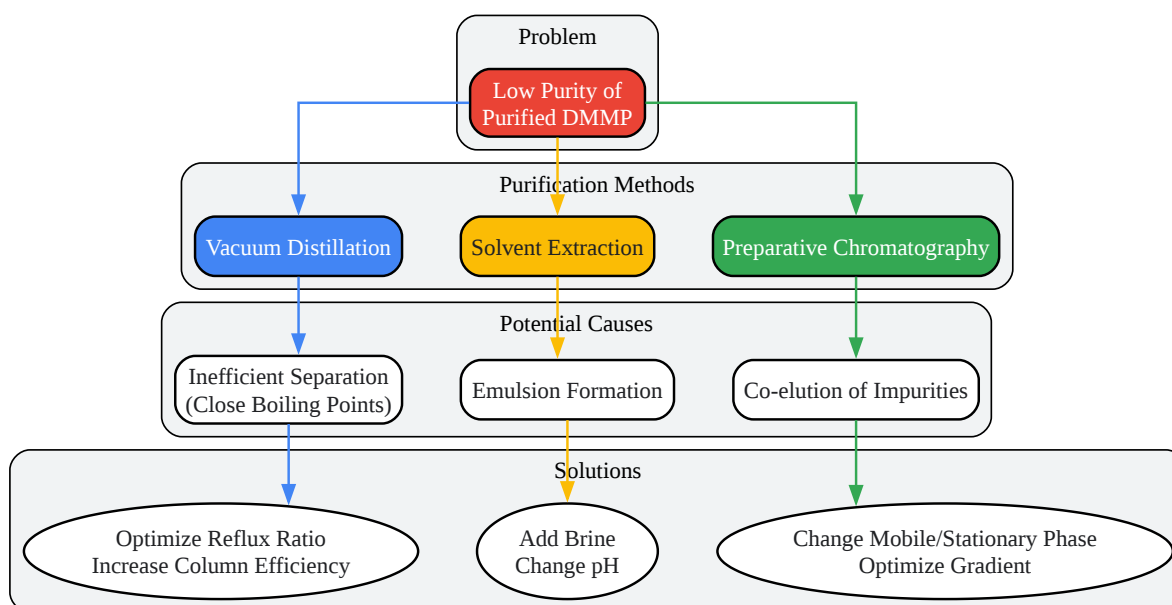 Problem
Low Purity of
Purified DMMP
Purification Methods
Vacuum Distillation
Solvent Extraction
Preparative Chromatography
Potential Causes
Inefficient Separation
(Close Boiling Points)
Emulsion Formation
Co-elution of Impurities
Solutions
Optimize Reflux Ratio
Increase Column Efficiency
Add Brine
Change pH
Change Mobile/Stationary Phase
Optimize Gradient